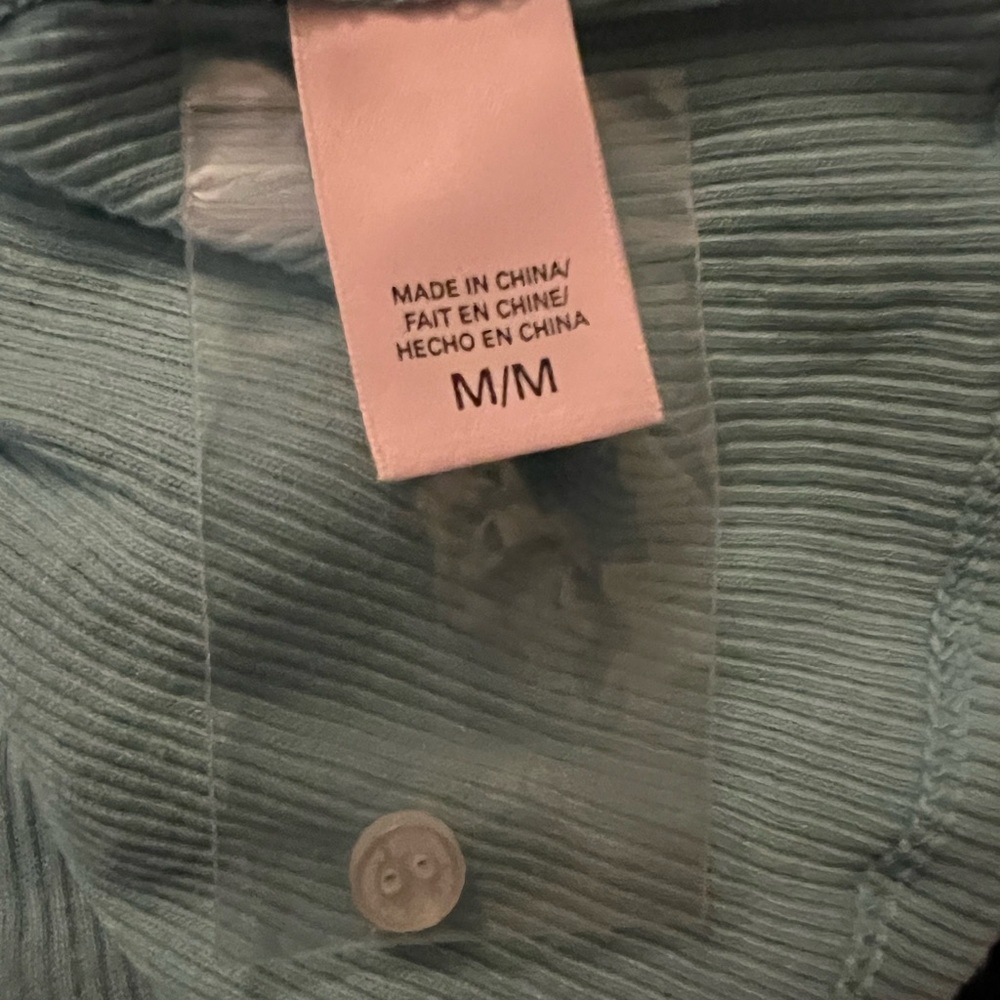 MADE IN CHINA/
FAIT EN CHINE/
HECHO EN CHINA
M/M